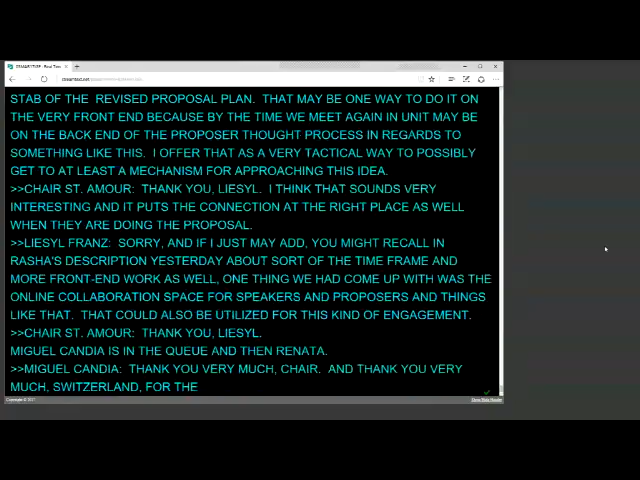 STAB OF THE REVISED PROPOSAL PLAN. THAT MAY BE ONE WAY TO DO IT ON
THE VERY FRONT END BECAUSE BY THE TIME WE MEET AGAIN IN UNIT MAY BE
ON THE BACK END OF THE PROPOSER THOUGHT PROCESS IN REGARDS TO
SOMETHING LIKE THIS. I OFFER THAT AS A VERY TACTICAL WAY TO POSSIBLY
GET TO AT LEAST A MECHANISM FOR APPROACHING THIS IDEA.
>>CHAIR ST. AMOUR: THANK YOU, LIESYL. I THINK THAT SOUNDS VERY
INTERESTING AND IT PUTS THE CONNECTION AT THE RIGHT PLACE AS WELL
WHEN THEY ARE DOING THE PROPOSAL.
>>LIESYL FRANZ: SORRY, AND IF I JUST MAY ADD, YOU MIGHT RECALL IN
RASHA'S DESCRIPTION YESTERDAY ABOUT SORT OF THE TIME FRAME AND
MORE FRONT-END WORK AS WELL, ONE THING WE HAD COME UP WITH WAS THE
ONLINE COLLABORATION SPACE FOR SPEAKERS AND PROPOSERS AND THINGS
LIKE THAT. THAT COULD ALSO BE UTILIZED FOR THIS KIND OF ENGAGEMENT.
>>CHAIR ST. AMOUR: THANK YOU, LIESYL.
MIGUEL CANDIA IS IN THE QUEUE AND THEN RENATA.
>>MIGUEL CANDIA: THANK YOU VERY MUCH, CHAIR. AND THANK YOU VERY
MUCH, SWITZERLAND, FOR THE